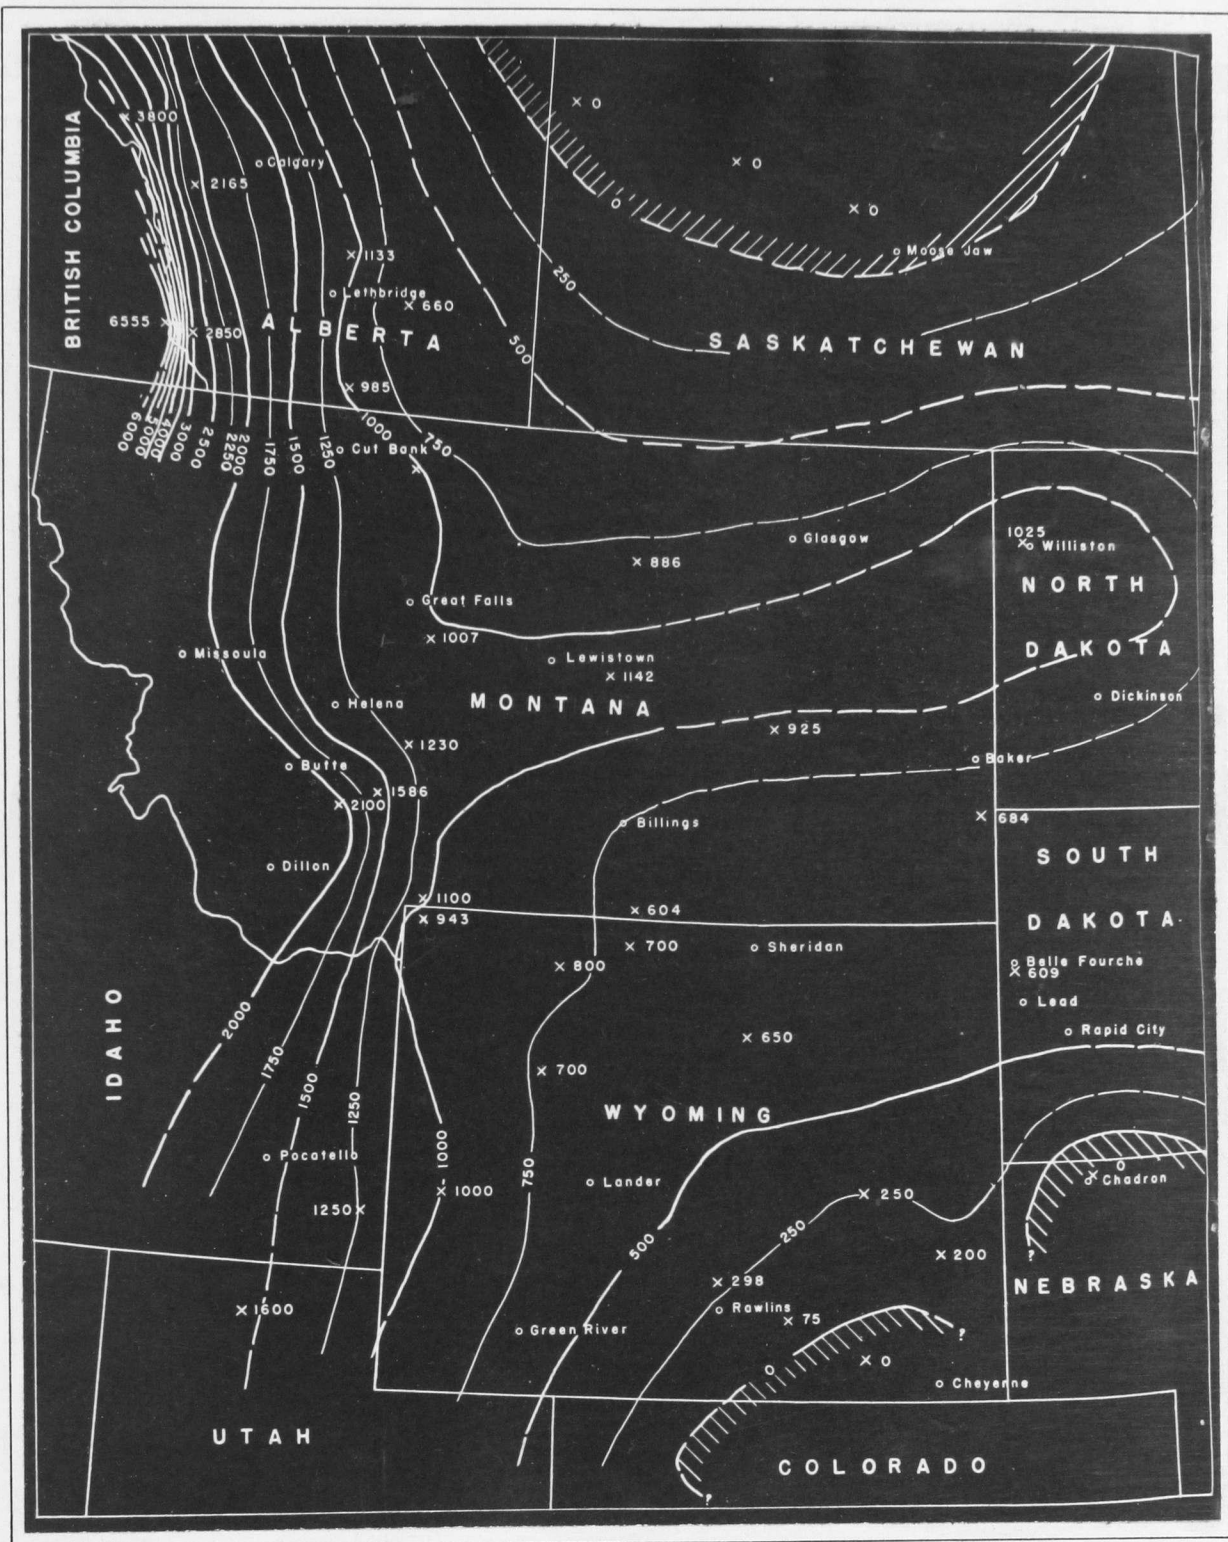 3800
0
0
Calgary
BRITISH COLUMBIA
2165
0
0
Moose Jaw
1133
250
Lethbridge
660
6555
2850
ALBERTA
500
SASKATCHEWAN
985
1000
750
6000
5000
4000
3000
2500
2250
2000
1750
1500
1250
Cut Bank
Glasgow
1025
Williston
886
NORTH
Great Falls
1007
Missoula
Lewistown
DAKOTA
1142
Helena
MONTANA
Dickinson
925
1230
Butte
Baker
1586
2100
Billings
684
SOUTH
Dillon
1100
604
943
DAKOTA
700
Sheridan
800
Belle Fourche
609
Lead
IDAHO
2000
Rapid City
650
1750
700
1500
1250
WYOMING
1000
Pocatello
750
0
Chadron
Lander
1000
250
1250
250
500
?
200
298
NEBRASKA
1600
Rawlins
75
Green River
?
0
0
Cheyenne
UTAH
COLORADO
?